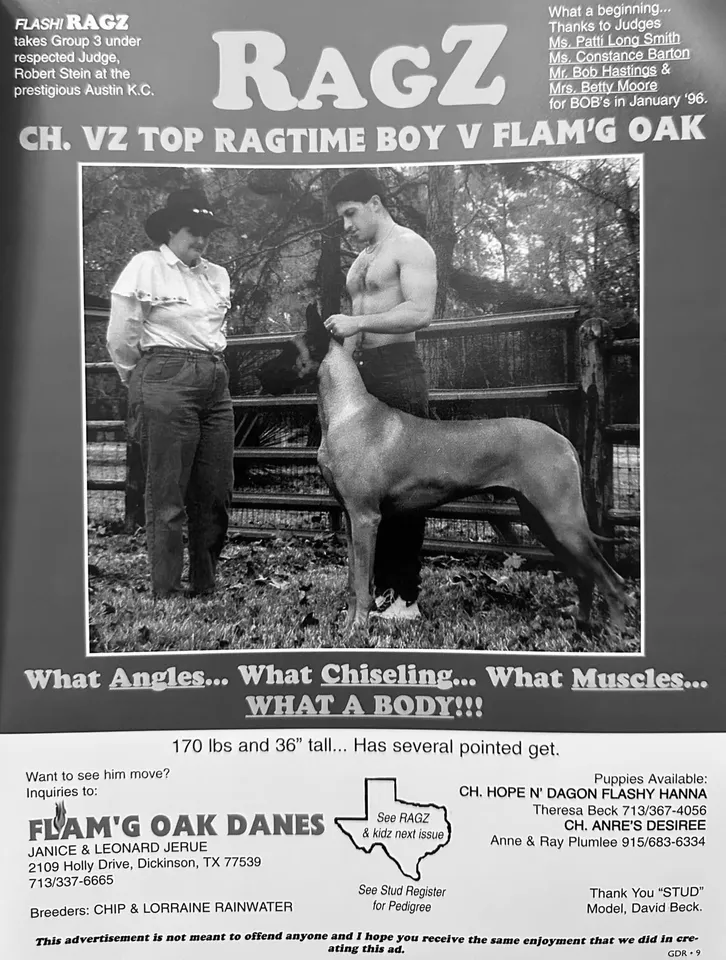 FLASH! RAGZ
takes Group 3 under
respected Judge,
Robert Stein at the
prestigious Austin K.C.
RAGZ
What a beginning...
Thanks to Judges
Ms. Patti Long Smith
Ms. Constance Barton
Mr. Bob Hastings &
Mrs. Betty Moore
for BOB's in January '96.
CH. VZ TOP RAGTIME BOY V FLAM'G OAK
What Angles... What Chiseling... What Muscles...
WHAT A BODY!!!
170 lbs and 36" tall... Has several pointed get.
Want to see him move?
Inquiries to:
FLAM'G OAK DANES
JANICE & LEONARD JERUE
2109 Holly Drive, Dickinson, TX 77539
713/337-6665
Breeders: CHIP & LORRAINE RAINWATER
See RAGZ
& kidz next issue
See Stud Register
for Pedigree
Puppies Available:
CH. HOPE N' DAGON FLASHY HANNA
Theresa Beck 713/367-4056
CH. ANRE'S DESIREE
Anne & Ray Plumlee 915/683-6334
Thank You "STUD"
Model, David Beck.
This advertisement is not meant to offend anyone and I hope you receive the same enjoyment that we did in cre-
ating this ad.
GDR • 9